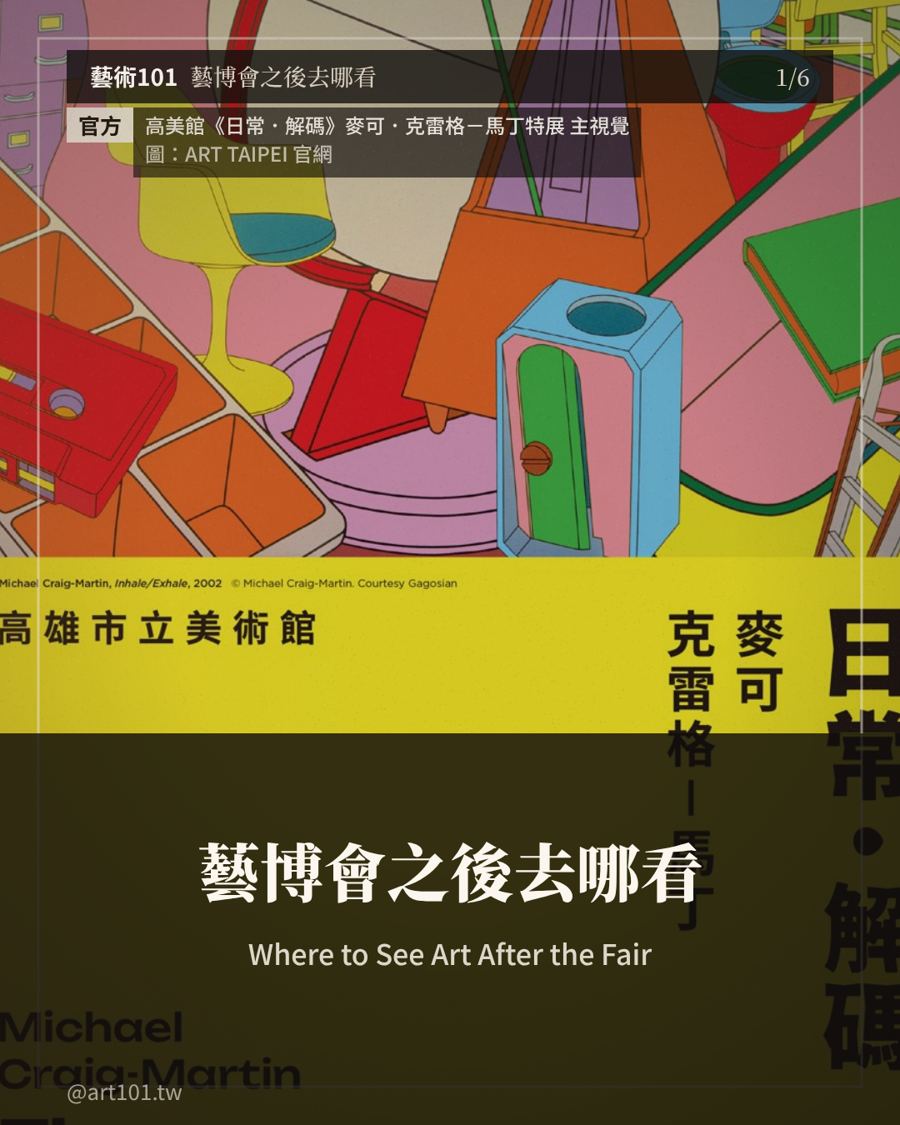 藝術101 藝博會之後去哪看 1/6
官方 高美館《日常・解碼》麥可・克雷格－馬丁特展 主視覺
圖：ART TAIPEI 官網
Michael Craig-Martin, Inhale/Exhale, 2002 © Michael Craig-Martin. Courtesy Gagosian
高雄市立美術館
日常・解碼
麥可
克雷格－馬丁
藝博會之後去哪看
Where to See Art After the Fair
Michael
Craig-Martin
@art101.tw